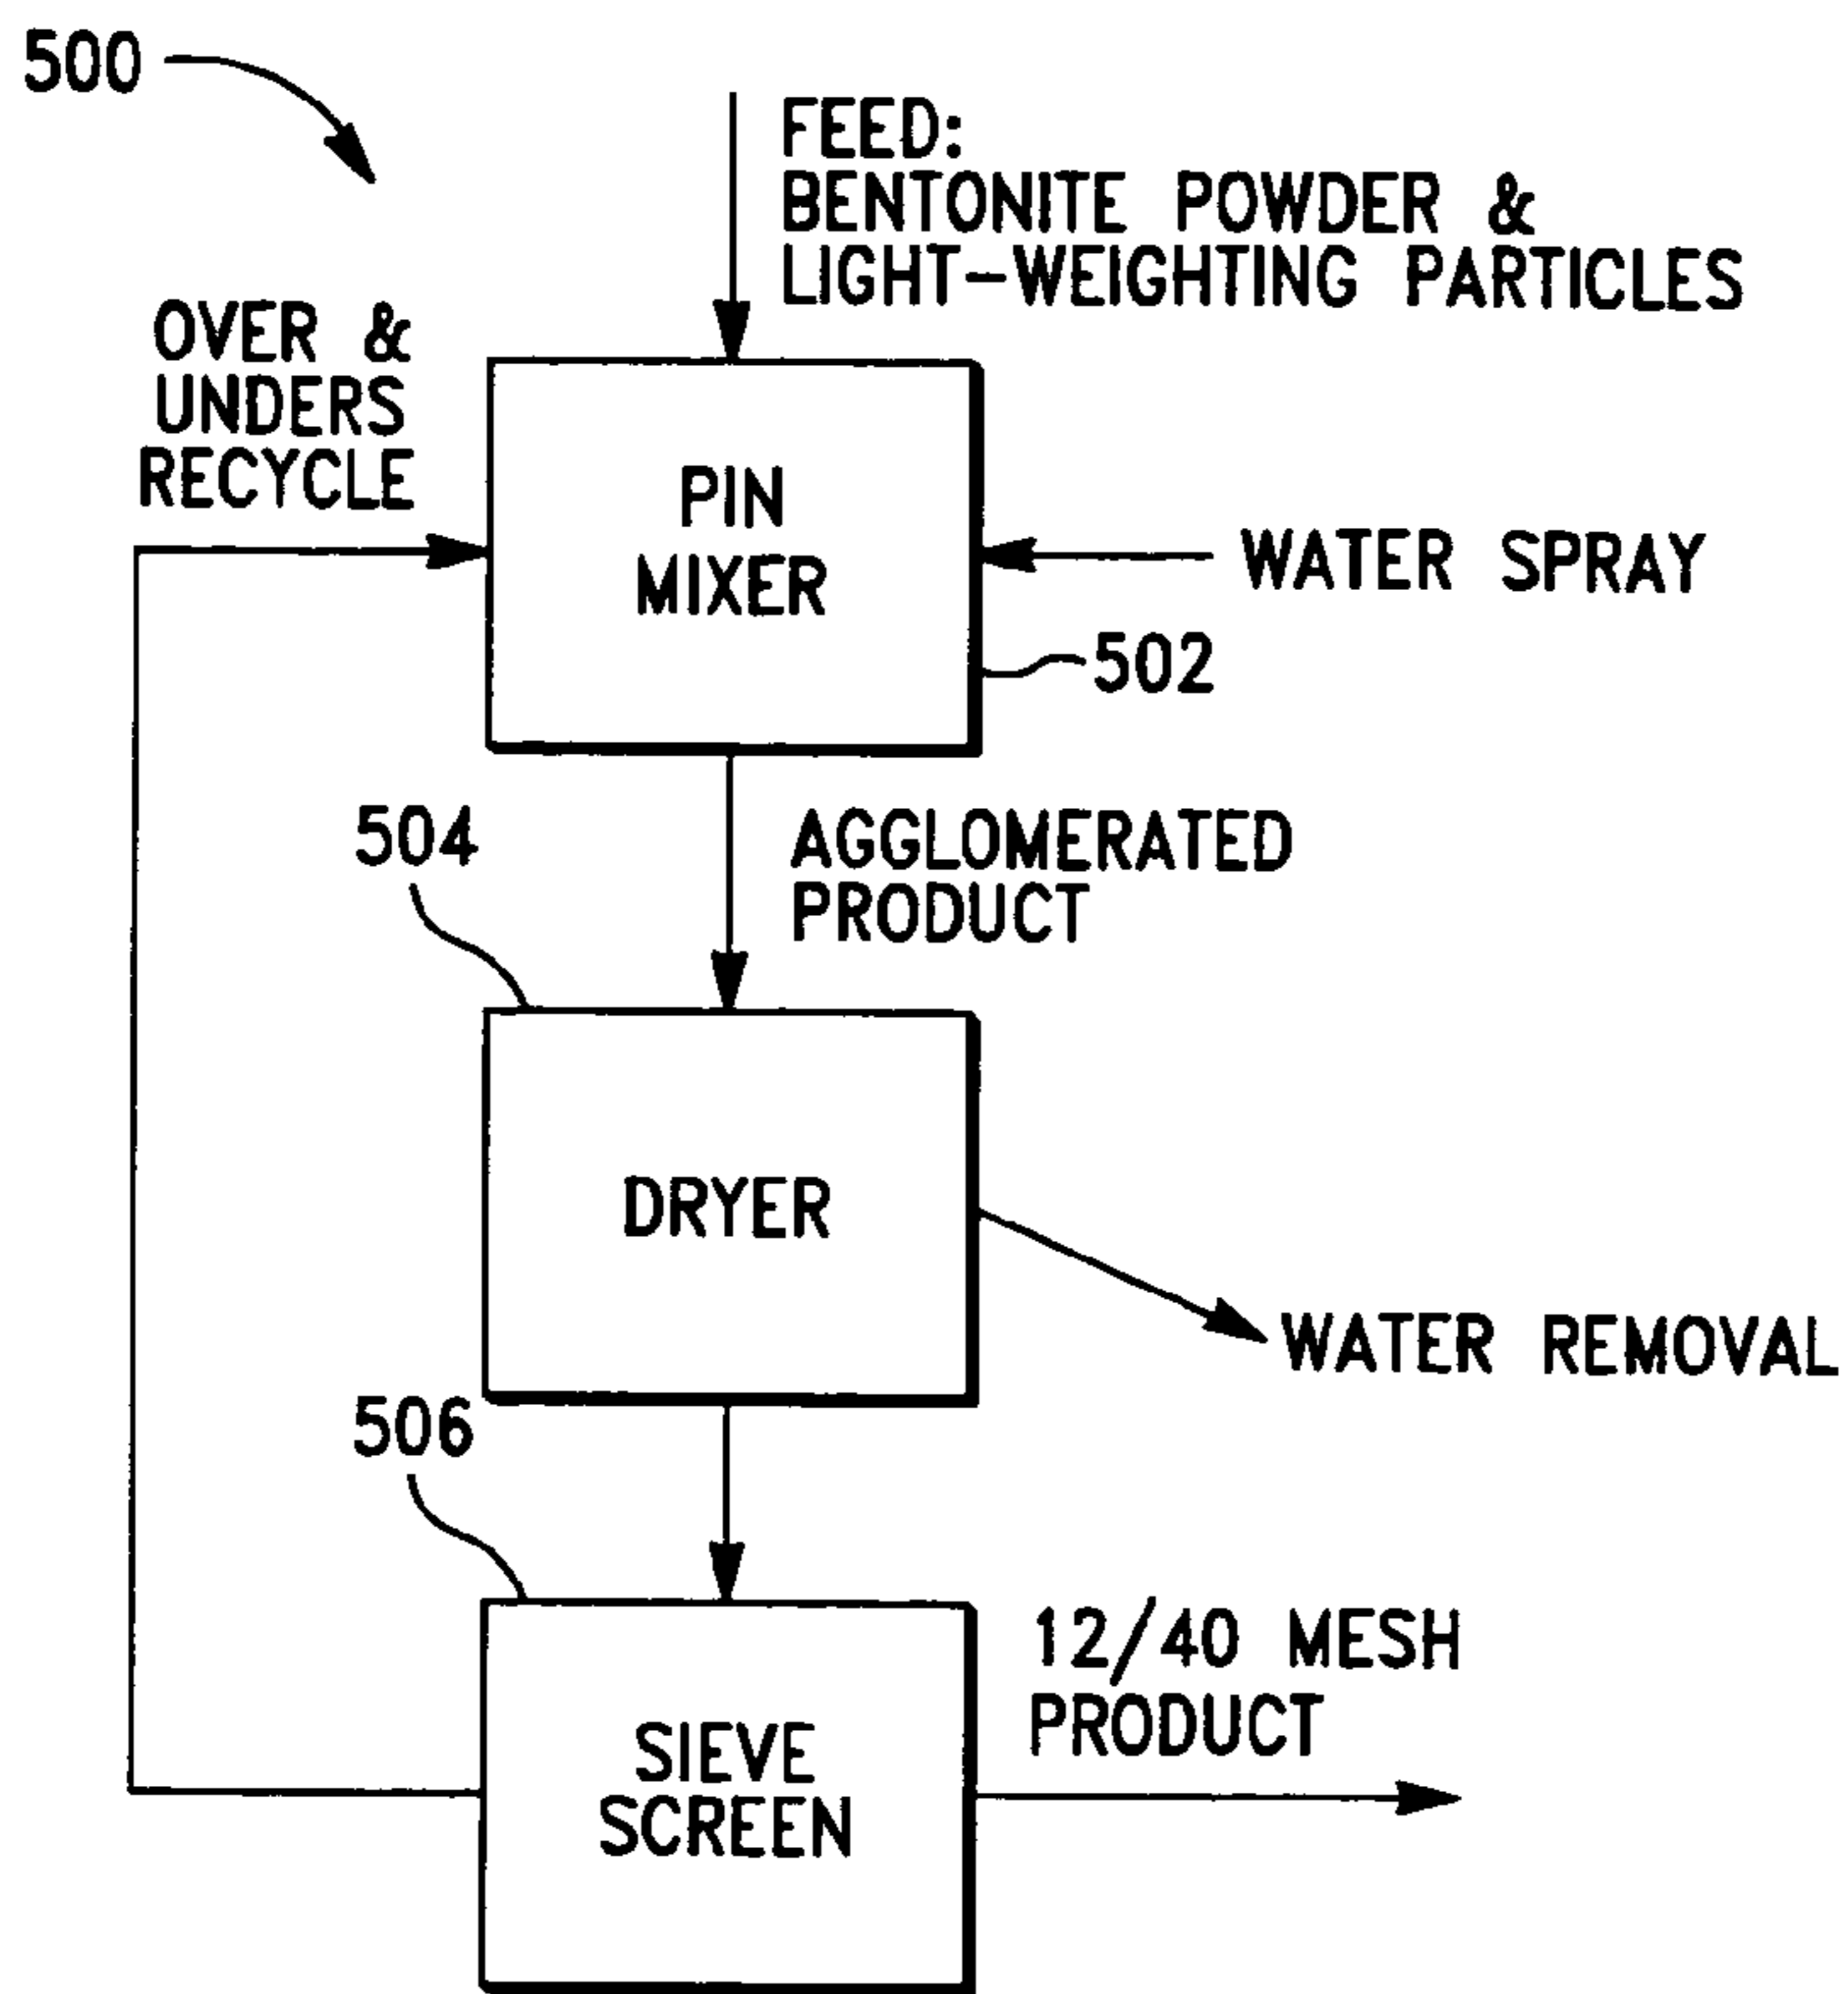 500
FEED:
BENTONITE POWDER &
LIGHT-WEIGHTING PARTICLES
OVER &
UNDERS
RECYCLE
PIN
MIXER
WATER SPRAY
502
504
AGGLOMERATED
PRODUCT
DRYER
WATER REMOVAL
506
12/40 MESH
PRODUCT
SIEVE
SCREEN